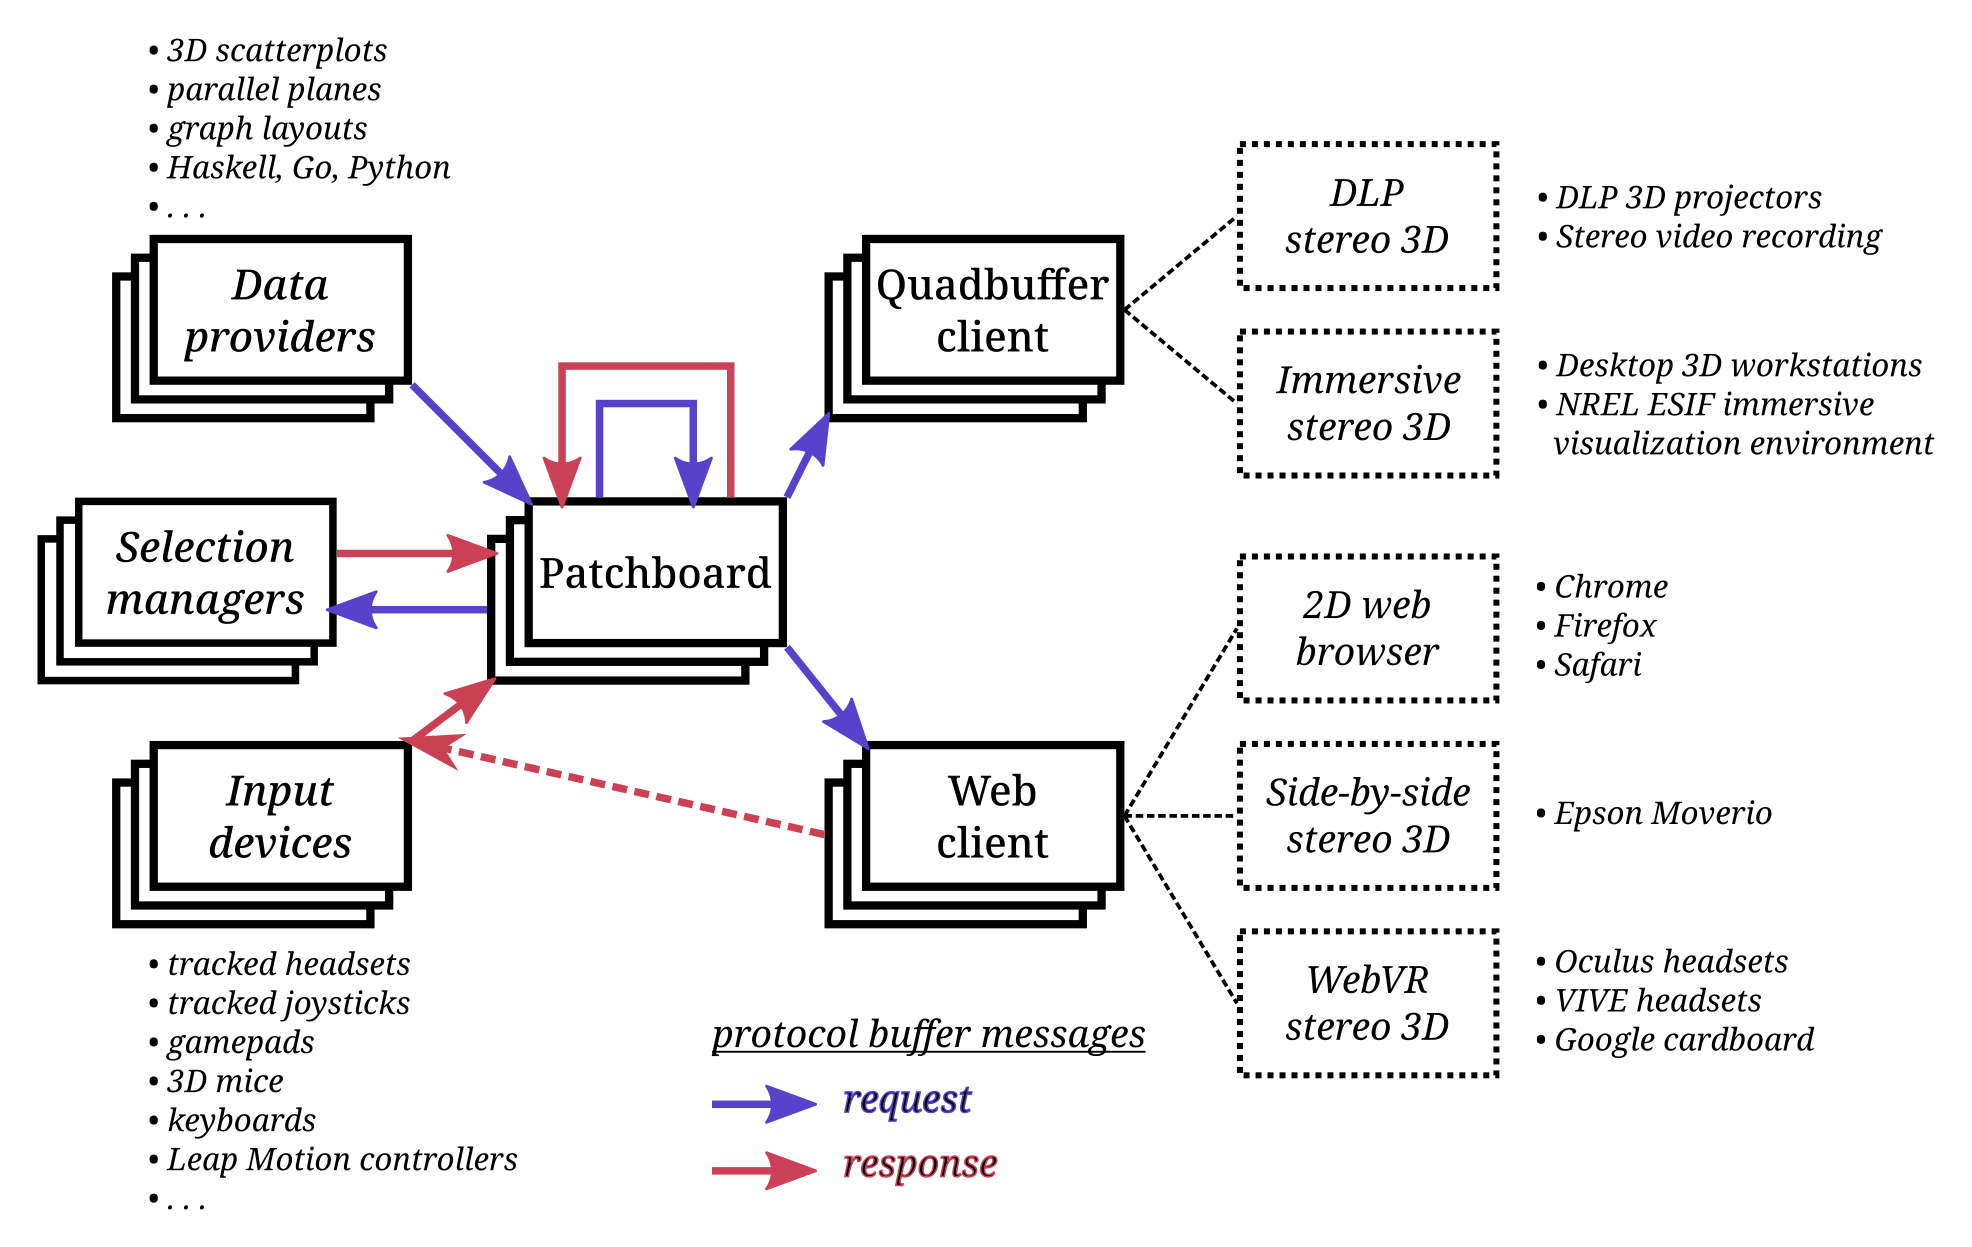 • 3D scatterplots
• parallel planes
• graph layouts
• Haskell, Go, Python
• . . .
Data
providers
Selection
managers
Input
devices
• tracked headsets
• tracked joysticks
• gamepads
• 3D mice
• keyboards
• Leap Motion controllers
• . . .
Patchboard
Quadbuffer
client
Web
client
DLP
stereo 3D
• DLP 3D projectors
• Stereo video recording
Immersive
stereo 3D
• Desktop 3D workstations
• NREL ESIF immersive
visualization environment
2D web
browser
• Chrome
• Firefox
• Safari
Side-by-side
stereo 3D
• Epson Moverio
WebVR
stereo 3D
• Oculus headsets
• VIVE headsets
• Google cardboard
protocol buffer messages
request
response